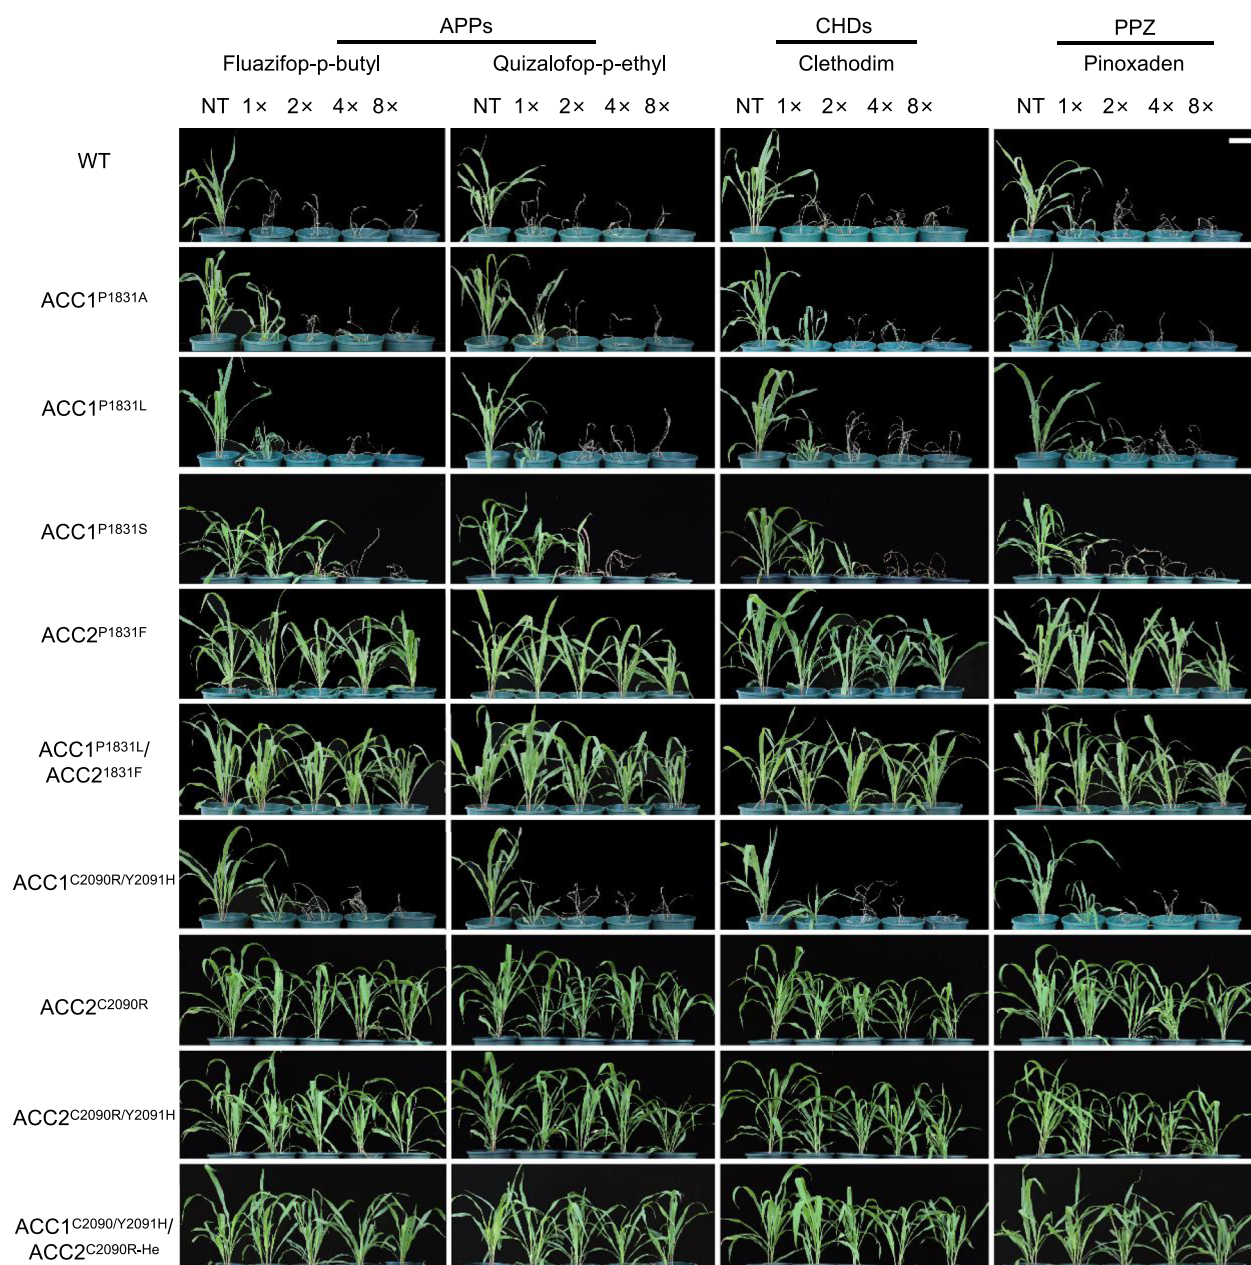 APPs CHDs PPZ
Fluazifop-p-butyl Quizalofop-p-ethyl Clethodim Pinoxaden
NT 1× 2× 4× 8× NT 1× 2× 4× 8× NT 1× 2× 4× 8× NT 1× 2× 4× 8×
WT
ACC1P1831A
ACC1P1831L
ACC1P1831S
ACC2P1831F
ACC1P1831L/
ACC21831F
ACC1C2090R/Y2091H
ACC2C2090R
ACC2C2090R/Y2091H
ACC1C2090/Y2091H/
ACC2C2090R-He